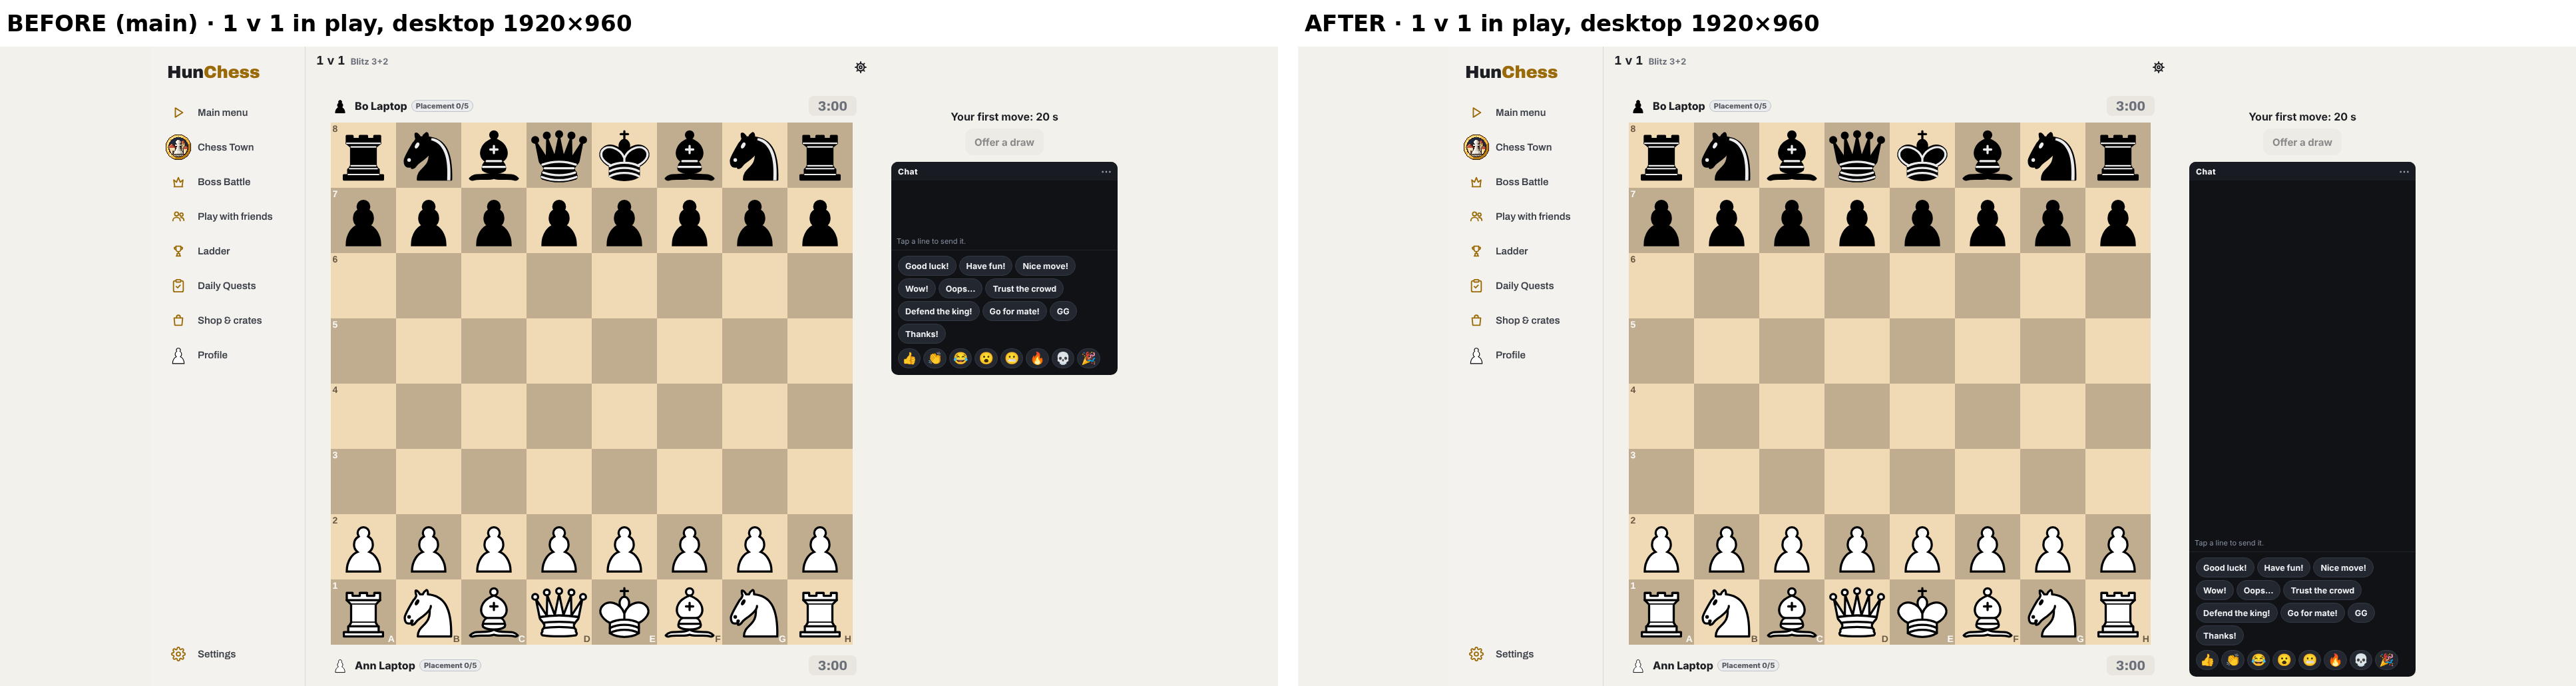 BEFORE (main) · 1 v 1 in play, desktop 1920×960
HunChess
Main menu
Chess Town
Boss Battle
Play with friends
Ladder
Daily Quests
Shop & crates
Profile
Settings
1 v 1 Blitz 3+2
Bo Laptop Placement 0/5 3:00
8
7
6
5
4
3
2
1
A B C D E F G H
Ann Laptop Placement 0/5 3:00
Your first move: 20 s
Offer a draw
Chat
Tap a line to send it.
Good luck! Have fun! Nice move!
Wow! Oops... Trust the crowd
Defend the king! Go for mate! GG
Thanks!
AFTER · 1 v 1 in play, desktop 1920×960
HunChess
Main menu
Chess Town
Boss Battle
Play with friends
Ladder
Daily Quests
Shop & crates
Profile
Settings
1 v 1 Blitz 3+2
Bo Laptop Placement 0/5 3:00
8
7
6
5
4
3
2
1
A B C D E F G H
Ann Laptop Placement 0/5 3:00
Your first move: 20 s
Offer a draw
Chat
Tap a line to send it.
Good luck! Have fun! Nice move!
Wow! Oops... Trust the crowd
Defend the king! Go for mate! GG
Thanks!